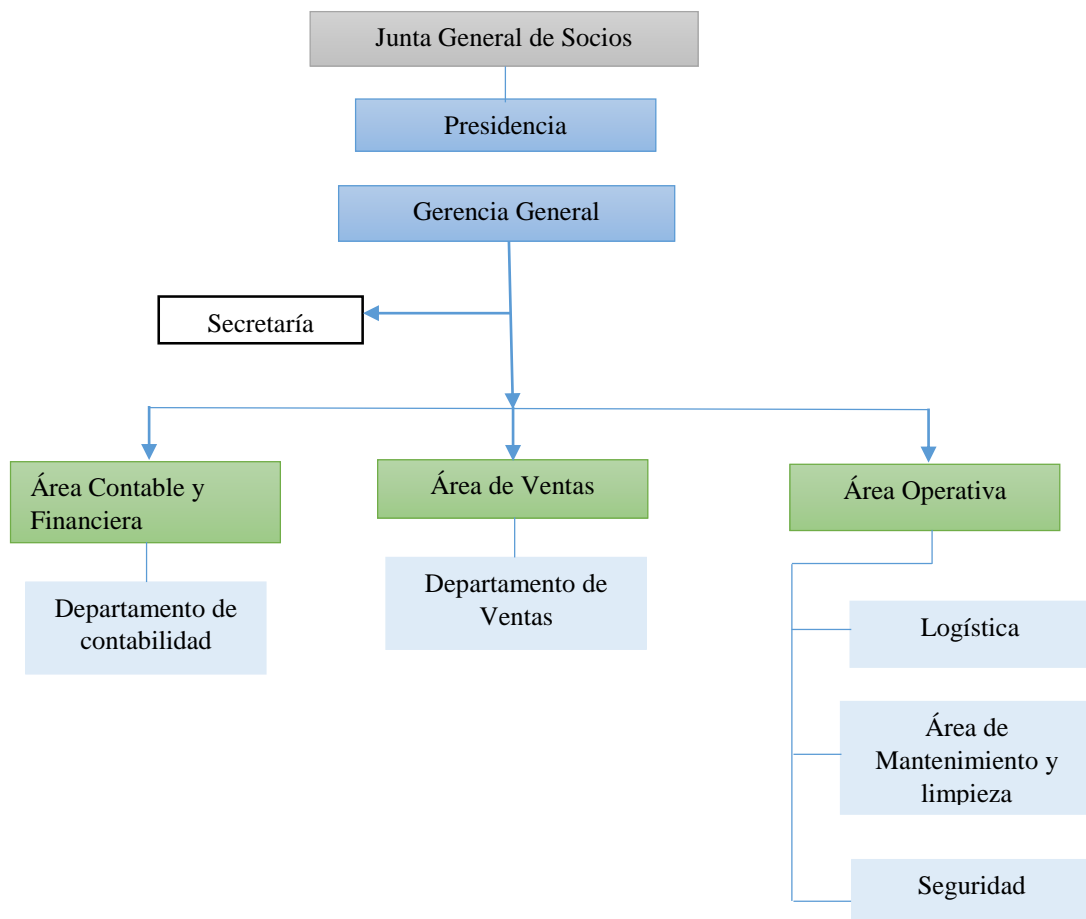 Junta General de Socios
Presidencia
Gerencia General
Secretaría
Área Contable y
Financiera
Área de Ventas
Área Operativa
Departamento de
contabilidad
Departamento de
Ventas
Logística
Área de
Mantenimiento y
limpieza
Seguridad